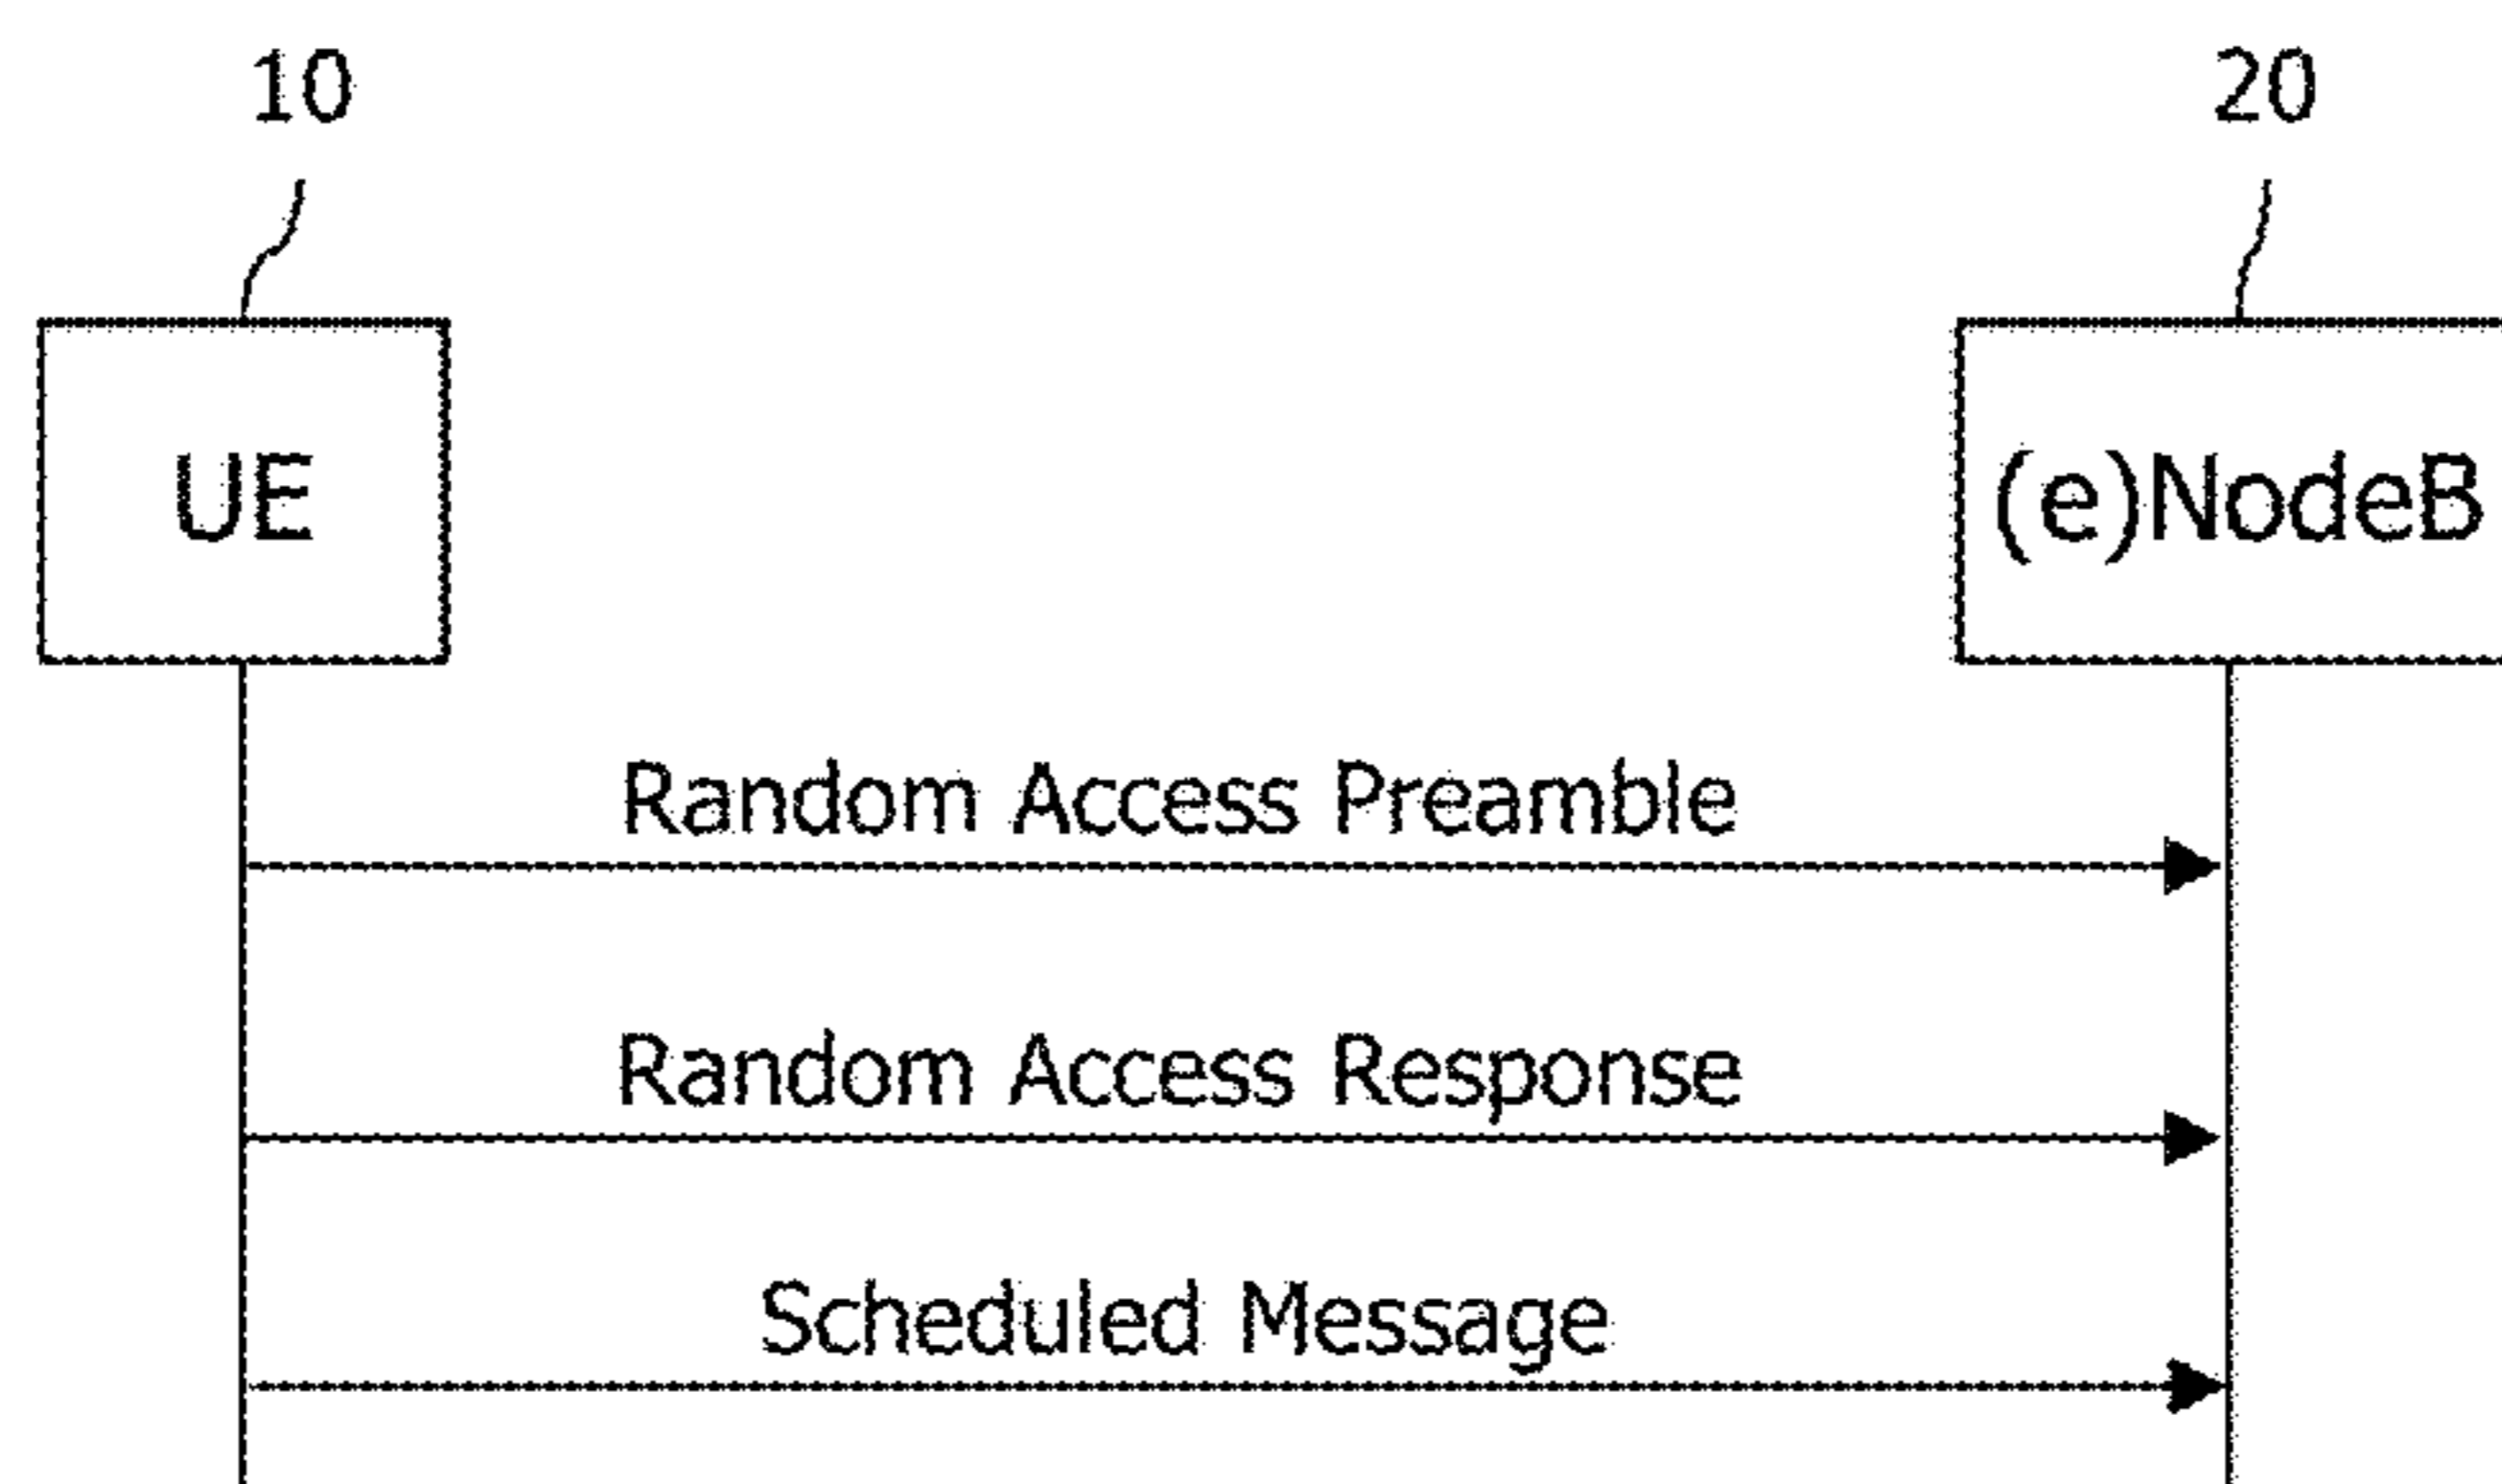 10
20
UE
(e)NodeB
Random Access Preamble
Random Access Response
Scheduled Message